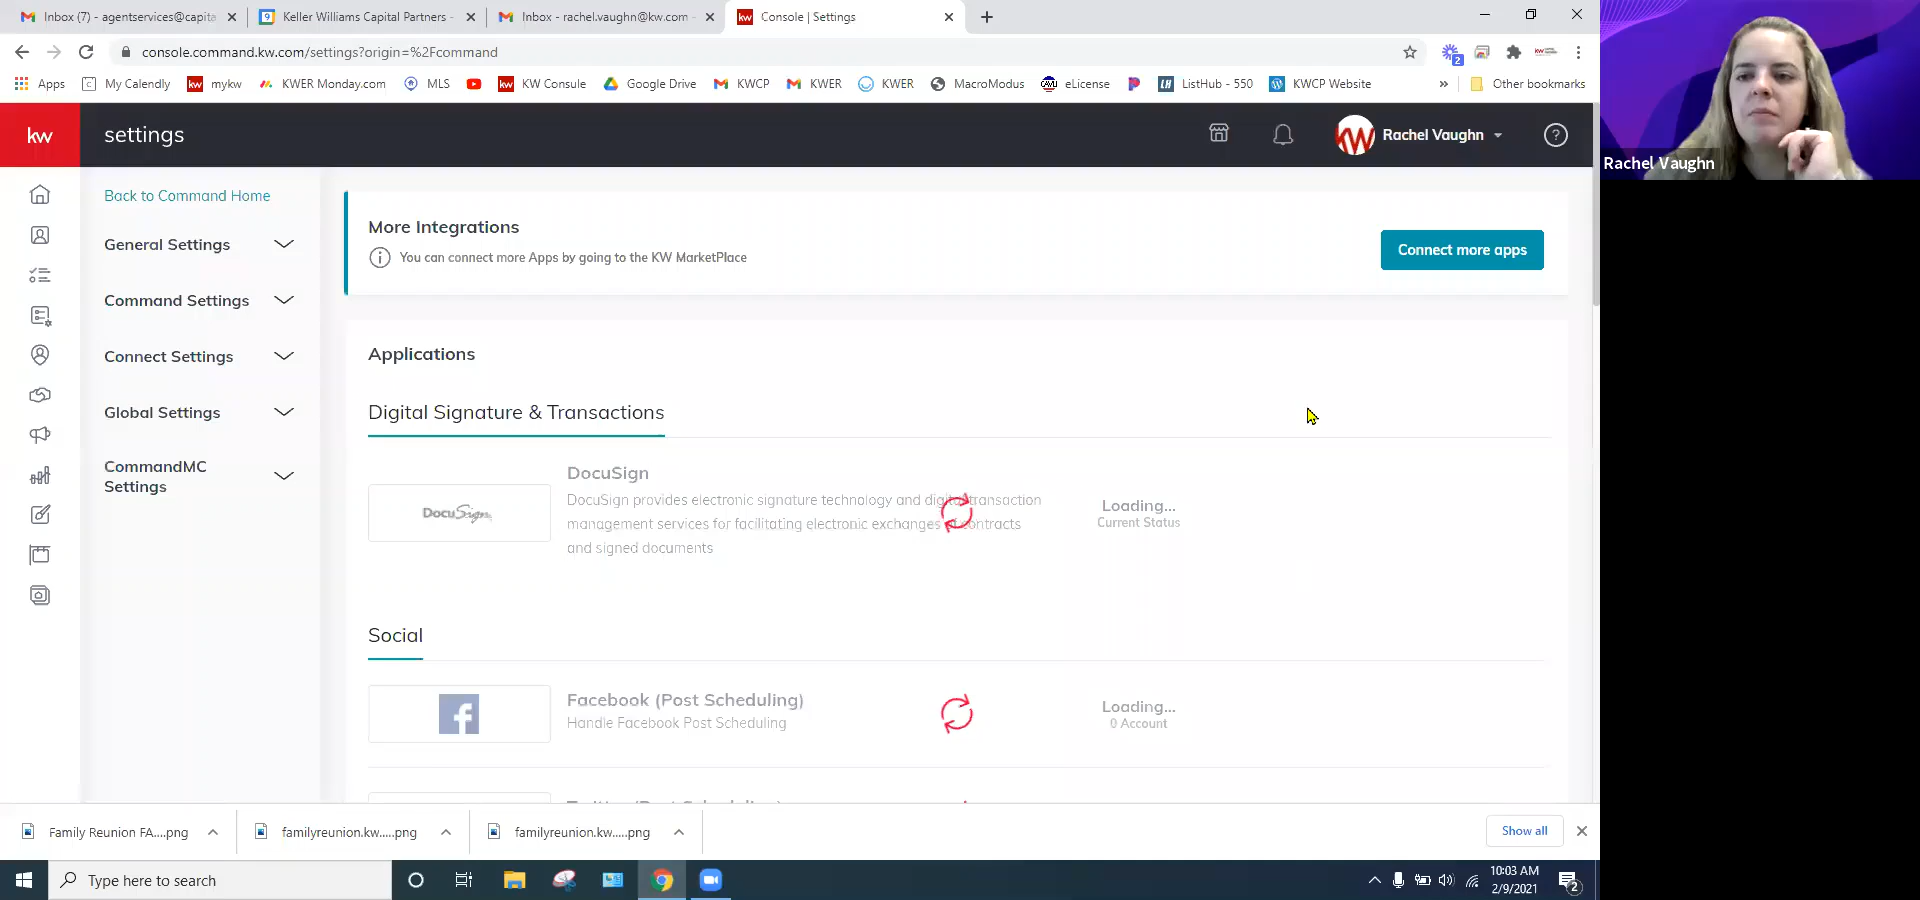 Inbox (7) - agentservices@capita
Keller Williams Capital Partners -
Inbox - rachel.vaughn@kw.com -
Console | Settings
console.command.kw.com/settings?origin=%2Fcommand
Apps
My Calendly
mykw
KWER Monday.com
MLS
KW Consule
Google Drive
KWCP
KWER
KWER
MacroModus
eLicense
ListHub - 550
KWCP Website
Other bookmarks
kw
settings
Rachel Vaughn
Rachel Vaughn
Back to Command Home
General Settings
Command Settings
Connect Settings
Global Settings
CommandMC
Settings
More Integrations
You can connect more Apps by going to the KW MarketPlace
Connect more apps
Applications
Digital Signature & Transactions
DocuSign
DocuSign
DocuSign provides electronic signature technology and digital transaction
management services for facilitating electronic exchanges of contracts
and signed documents
Loading...
Current Status
Social
Facebook (Post Scheduling)
Handle Facebook Post Scheduling
Loading...
0 Account
Family Reunion FA....png
familyreunion.kw.....png
familyreunion.kw.....png
Show all
Type here to search
10:03 AM
2/9/2021
2